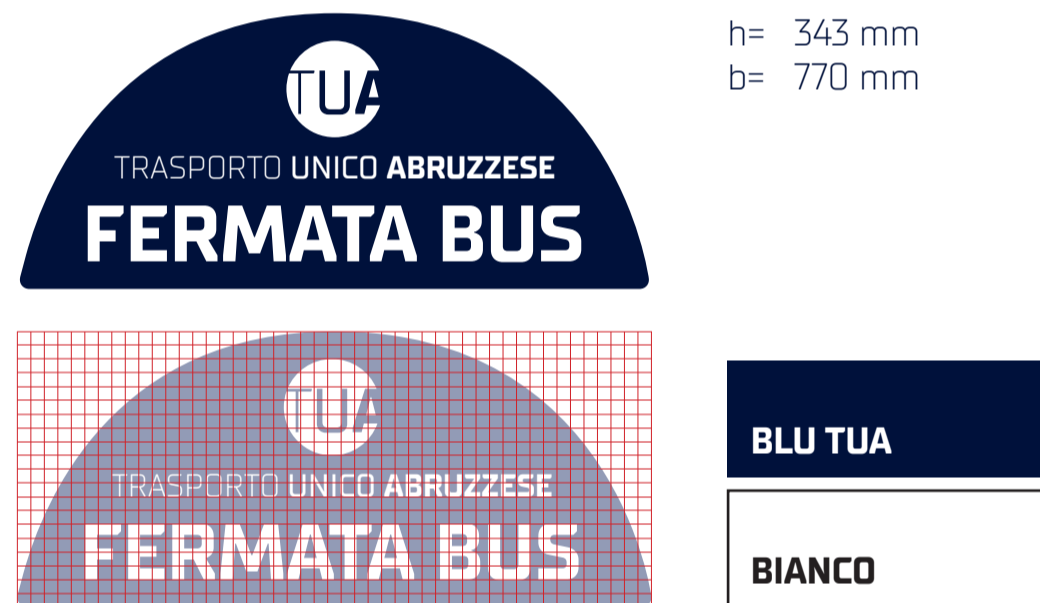 TUA
TRASPORTO UNICO ABRUZZESE
FERMATA BUS
h= 343 mm
b= 770 mm
TUA
TRASPORTO UNICO ABRUZZESE
FERMATA BUS
BLU TUA
BIANCO